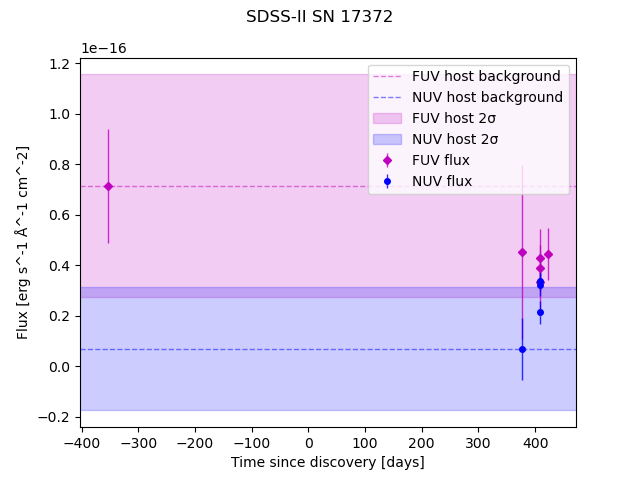 SDSS-II SN 17372
1e−16
FUV host background
NUV host background
FUV host 2σ
NUV host 2σ
FUV flux
NUV flux
1.2
1.0
0.8
0.6
0.4
0.2
0.0
−0.2
Flux [erg s^-1 Å^-1 cm^-2]
−400 −300 −200 −100 0 100 200 300 400
Time since discovery [days]